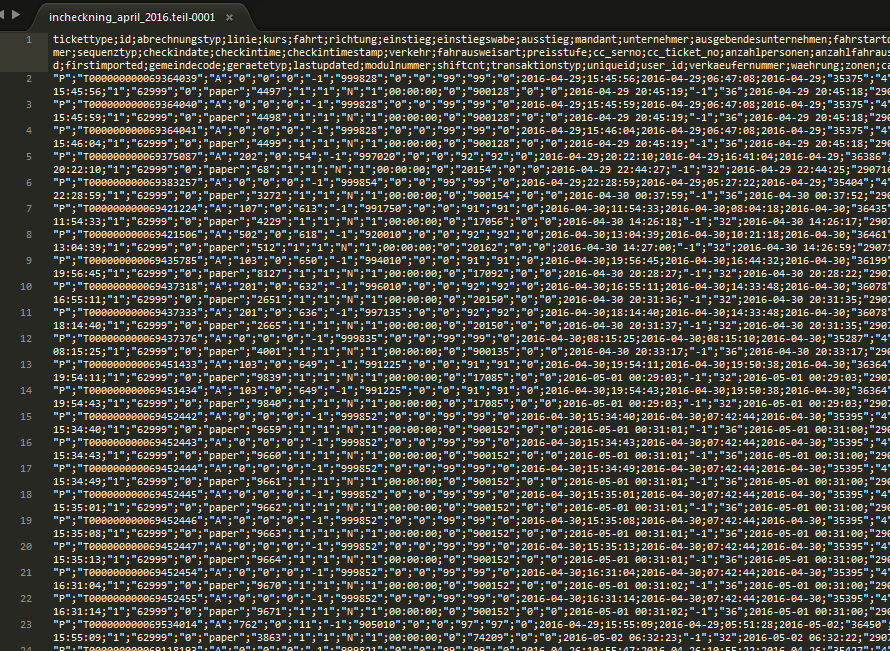 incheckning_april_2016.teil-0001 ×
1 tickettype;id;abrechnungstyp;linie;kurs;fahrt;richtung;einstieg;einstiegswabe;ausstieg;mandant;unternehmer;ausgebendesunternehmen;fahrstartd
mer;sequenztyp;checkindate;checkintime;checkintimestamp;verkehr;fahrausweisart;preisstufe;cc_serno;cc_ticket_no;anzahlpersonen;anzahlfahraus
d;firstimported;gemeindecode;geraetetyp;lastupdated;modulnummer;shiftcnt;transaktionstyp;uniqueid;user_id;verkaeufernummer;waehrung;zonen;ca
2 "P";"T0000000000069364039";"A";"0";"0";"0";"-1";"999828";"0";"0";"99";"99";"0";2016-04-29;15:45:56;2016-04-29;06:47:08;2016-04-29;"35375";"4"
15:45:56;"1";"62999";"0";"paper";"4497";"1";"1";"N";"1";00:00:00;"0";"900128";"0";"0";2016-04-29 20:45:19;"-1";"36";2016-04-29 20:45:18;"290
3 "P";"T0000000000069364040";"A";"0";"0";"0";"-1";"999828";"0";"0";"99";"99";"0";2016-04-29;15:45:59;2016-04-29;06:47:08;2016-04-29;"35375";"4"
15:45:59;"1";"62999";"0";"paper";"4498";"1";"1";"N";"1";00:00:00;"0";"900128";"0";"0";2016-04-29 20:45:19;"-1";"36";2016-04-29 20:45:18;"290
4 "P";"T0000000000069364041";"A";"0";"0";"0";"-1";"999828";"0";"0";"99";"99";"0";2016-04-29;15:46:04;2016-04-29;06:47:08;2016-04-29;"35375";"4"
15:46:04;"1";"62999";"0";"paper";"4499";"1";"1";"N";"1";00:00:00;"0";"900128";"0";"0";2016-04-29 20:45:19;"-1";"36";2016-04-29 20:45:18;"290
5 "P";"T0000000000069375087";"A";"202";"0";"54";"-1";"997020";"0";"0";"92";"92";"0";2016-04-29;20:22:10;2016-04-29;16:41:04;2016-04-29;"36386"
20:22:10;"1";"62999";"0";"paper";"68";"1";"1";"N";"1";00:00:00;"0";"20154";"0";"0";2016-04-29 22:44:27;"-1";"32";2016-04-29 22:44:25;"290716
6 "P";"T0000000000069383257";"A";"0";"0";"0";"-1";"999854";"0";"0";"99";"99";"0";2016-04-29;22:28:59;2016-04-29;05:27:22;2016-04-29;"35404";"4"
22:28:59;"1";"62999";"0";"paper";"3272";"1";"1";"N";"1";00:00:00;"0";"900154";"0";"0";2016-04-30 00:37:59;"-1";"36";2016-04-30 00:37:52;"290
7 "P";"T0000000000069421224";"A";"107";"0";"613";"-1";"991750";"0";"0";"91";"91";"0";2016-04-30;11:54:33;2016-04-30;08:04:18;2016-04-30;"36435
11:54:33;"1";"62999";"0";"paper";"4229";"1";"1";"N";"1";00:00:00;"0";"17056";"0";"0";2016-04-30 14:26:18;"-1";"32";2016-04-30 14:26:17;"2907
8 "P";"T0000000000069421506";"A";"502";"0";"618";"-1";"920010";"0";"0";"92";"92";"0";2016-04-30;13:04:39;2016-04-30;10:21:18;2016-04-30;"36461
13:04:39;"1";"62999";"0";"paper";"512";"1";"1";"N";"1";00:00:00;"0";"20162";"0";"0";2016-04-30 14:27:00;"-1";"32";2016-04-30 14:26:59;"29071
9 "P";"T0000000000069435785";"A";"103";"0";"650";"-1";"994010";"0";"0";"91";"91";"0";2016-04-30;19:56:45;2016-04-30;16:44:32;2016-04-30;"36199
19:56:45;"1";"62999";"0";"paper";"8127";"1";"1";"N";"1";00:00:00;"0";"17092";"0";"0";2016-04-30 20:28:27;"-1";"32";2016-04-30 20:28:22;"2907
10 "P";"T0000000000069437318";"A";"201";"0";"632";"-1";"996010";"0";"0";"92";"92";"0";2016-04-30;16:55:11;2016-04-30;14:33:48;2016-04-30;"36078
16:55:11;"1";"62999";"0";"paper";"2651";"1";"1";"N";"1";00:00:00;"0";"20150";"0";"0";2016-04-30 20:31:36;"-1";"32";2016-04-30 20:31:35;"2907
11 "P";"T0000000000069437333";"A";"201";"0";"636";"-1";"997135";"0";"0";"92";"92";"0";2016-04-30;18:14:40;2016-04-30;14:33:48;2016-04-30;"36078
18:14:40;"1";"62999";"0";"paper";"2665";"1";"1";"N";"1";00:00:00;"0";"20150";"0";"0";2016-04-30 20:31:37;"-1";"32";2016-04-30 20:31:35;"2907
12 "P";"T0000000000069437376";"A";"0";"0";"0";"-1";"999835";"0";"0";"99";"99";"0";2016-04-30;08:15:25;2016-04-30;08:15:10;2016-04-30;"35287";"4"
08:15:25;"1";"62999";"0";"paper";"4001";"1";"1";"N";"1";00:00:00;"0";"900135";"0";"0";2016-04-30 20:33:17;"-1";"36";2016-04-30 20:33:17;"290
13 "P";"T0000000000069451433";"A";"103";"0";"649";"-1";"991225";"0";"0";"91";"91";"0";2016-04-30;19:54:11;2016-04-30;19:50:38;2016-04-30;"36364
19:54:11;"1";"62999";"0";"paper";"9839";"1";"1";"N";"1";00:00:00;"0";"17085";"0";"0";2016-05-01 00:29:03;"-1";"32";2016-05-01 00:29:03;"2907
14 "P";"T0000000000069451434";"A";"103";"0";"649";"-1";"991225";"0";"0";"91";"91";"0";2016-04-30;19:54:43;2016-04-30;19:50:38;2016-04-30;"36364
19:54:43;"1";"62999";"0";"paper";"9840";"1";"1";"N";"1";00:00:00;"0";"17085";"0";"0";2016-05-01 00:29:03;"-1";"32";2016-05-01 00:29:03;"2907
15 "P";"T0000000000069452442";"A";"0";"0";"0";"-1";"999852";"0";"0";"99";"99";"0";2016-04-30;15:34:40;2016-04-30;07:42:44;2016-04-30;"35395";"4"
15:34:40;"1";"62999";"0";"paper";"9659";"1";"1";"N";"1";00:00:00;"0";"900152";"0";"0";2016-05-01 00:31:01;"-1";"36";2016-05-01 00:31:00;"290
16 "P";"T0000000000069452443";"A";"0";"0";"0";"-1";"999852";"0";"0";"99";"99";"0";2016-04-30;15:34:43;2016-04-30;07:42:44;2016-04-30;"35395";"4"
15:34:43;"1";"62999";"0";"paper";"9660";"1";"1";"N";"1";00:00:00;"0";"900152";"0";"0";2016-05-01 00:31:01;"-1";"36";2016-05-01 00:31:00;"290
17 "P";"T0000000000069452444";"A";"0";"0";"0";"-1";"999852";"0";"0";"99";"99";"0";2016-04-30;15:34:49;2016-04-30;07:42:44;2016-04-30;"35395";"4"
15:34:49;"1";"62999";"0";"paper";"9661";"1";"1";"N";"1";00:00:00;"0";"900152";"0";"0";2016-05-01 00:31:01;"-1";"36";2016-05-01 00:31:00;"290
18 "P";"T0000000000069452445";"A";"0";"0";"0";"-1";"999852";"0";"0";"99";"99";"0";2016-04-30;15:35:01;2016-04-30;07:42:44;2016-04-30;"35395";"4"
15:35:01;"1";"62999";"0";"paper";"9662";"1";"1";"N";"1";00:00:00;"0";"900152";"0";"0";2016-05-01 00:31:01;"-1";"36";2016-05-01 00:31:00;"290
19 "P";"T0000000000069452446";"A";"0";"0";"0";"-1";"999852";"0";"0";"99";"99";"0";2016-04-30;15:35:08;2016-04-30;07:42:44;2016-04-30;"35395";"4"
15:35:08;"1";"62999";"0";"paper";"9663";"1";"1";"N";"1";00:00:00;"0";"900152";"0";"0";2016-05-01 00:31:01;"-1";"36";2016-05-01 00:31:00;"290
20 "P";"T0000000000069452447";"A";"0";"0";"0";"-1";"999852";"0";"0";"99";"99";"0";2016-04-30;15:35:13;2016-04-30;07:42:44;2016-04-30;"35395";"4"
15:35:13;"1";"62999";"0";"paper";"9664";"1";"1";"N";"1";00:00:00;"0";"900152";"0";"0";2016-05-01 00:31:01;"-1";"36";2016-05-01 00:31:00;"290
21 "P";"T0000000000069452454";"A";"0";"0";"0";"-1";"999852";"0";"0";"99";"99";"0";2016-04-30;16:31:04;2016-04-30;07:42:44;2016-04-30;"35395";"4"
16:31:04;"1";"62999";"0";"paper";"9670";"1";"1";"N";"1";00:00:00;"0";"900152";"0";"0";2016-05-01 00:31:02;"-1";"36";2016-05-01 00:31:00;"290
22 "P";"T0000000000069452455";"A";"0";"0";"0";"-1";"999852";"0";"0";"99";"99";"0";2016-04-30;16:31:14;2016-04-30;07:42:44;2016-04-30;"35395";"4"
16:31:14;"1";"62999";"0";"paper";"9671";"1";"1";"N";"1";00:00:00;"0";"900152";"0";"0";2016-05-01 00:31:02;"-1";"36";2016-05-01 00:31:00;"290
23 "P";"T0000000000069534014";"A";"762";"0";"11";"-1";"905010";"0";"0";"97";"97";"0";2016-04-29;15:55:09;2016-04-29;05:51:28;2016-05-02;"36450"
15:55:09;"1";"62999";"0";"paper";"3863";"1";"1";"N";"1";00:00:00;"0";"74209";"0";"0";2016-05-02 06:32:23;"-1";"32";2016-05-02 06:32:22;"2907